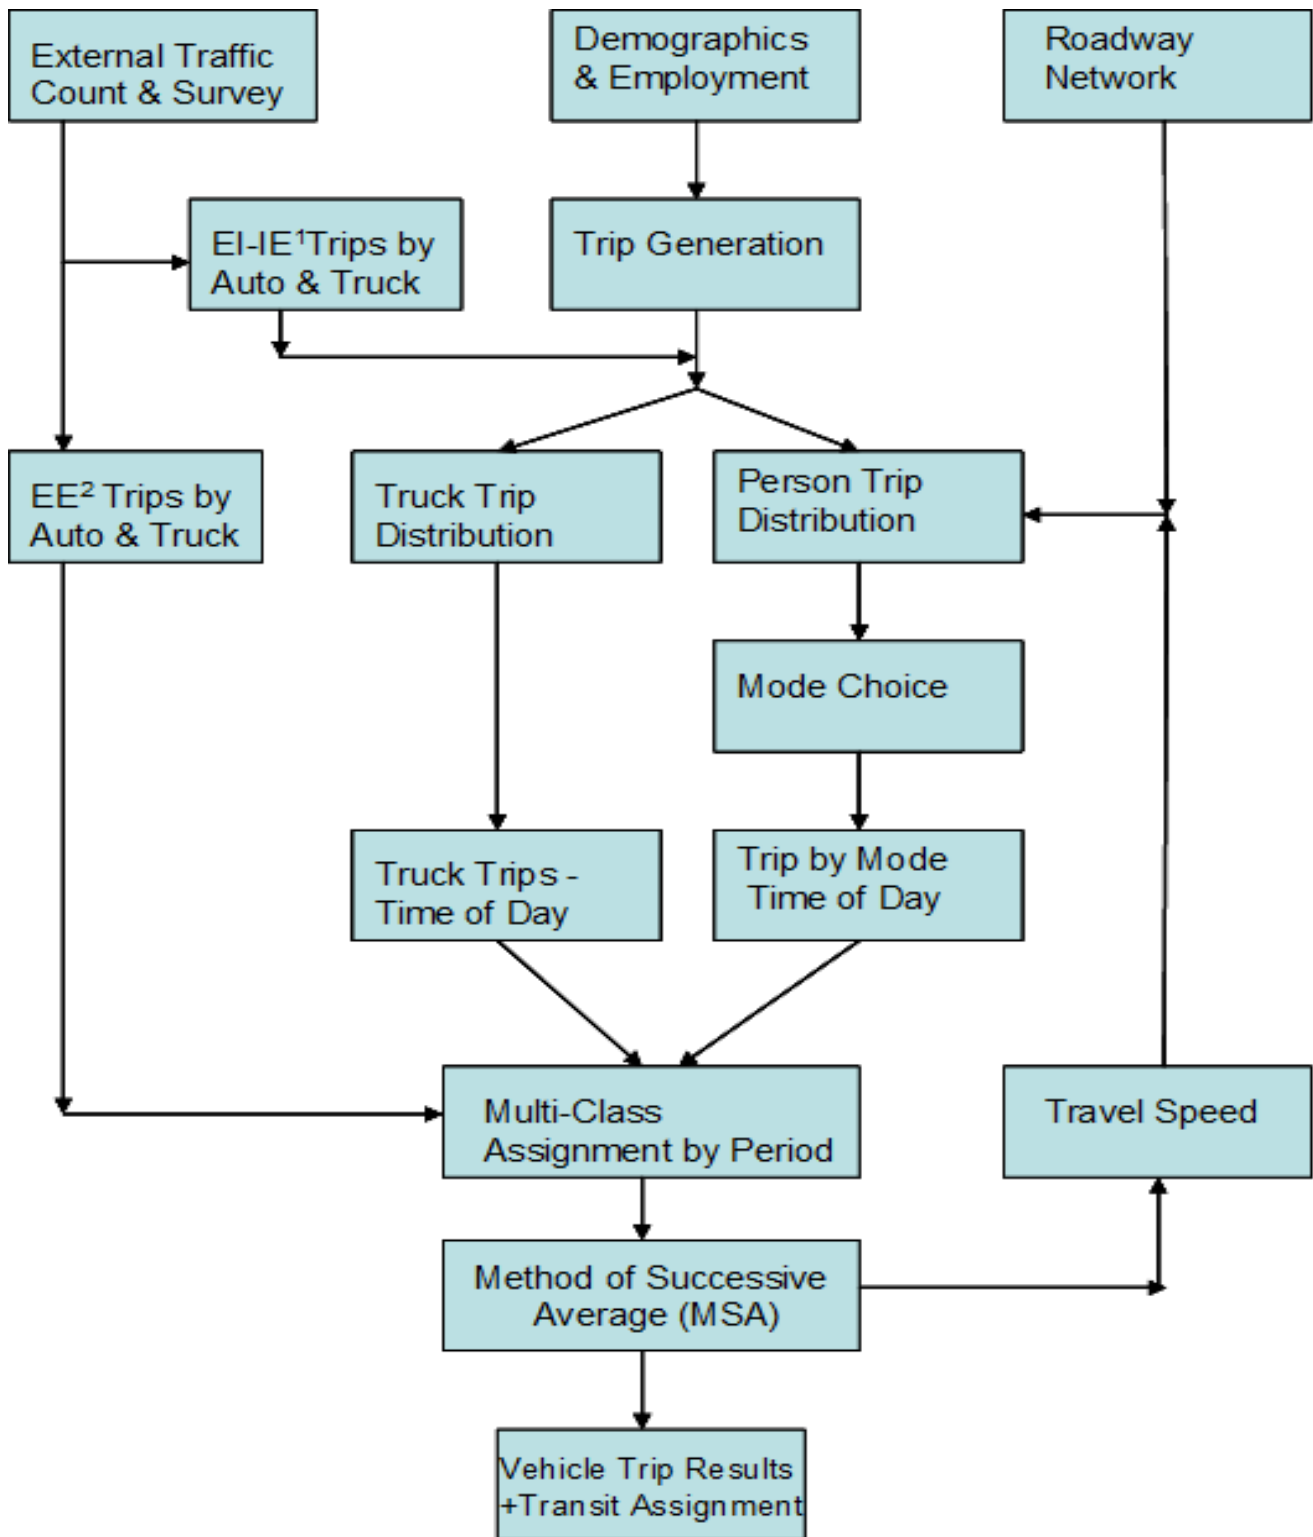 External Traffic
Count & Survey
Demographics
& Employment
Roadway
Network
EI-IE¹Trips by
Auto & Truck
Trip Generation
EE² Trips by
Auto & Truck
Truck Trip
Distribution
Person Trip
Distribution
Mode Choice
Truck Trips -
Time of Day
Trip by Mode
Time of Day
Multi-Class
Assignment by Period
Travel Speed
Method of Successive
Average (MSA)
Vehicle Trip Results
+Transit Assignment